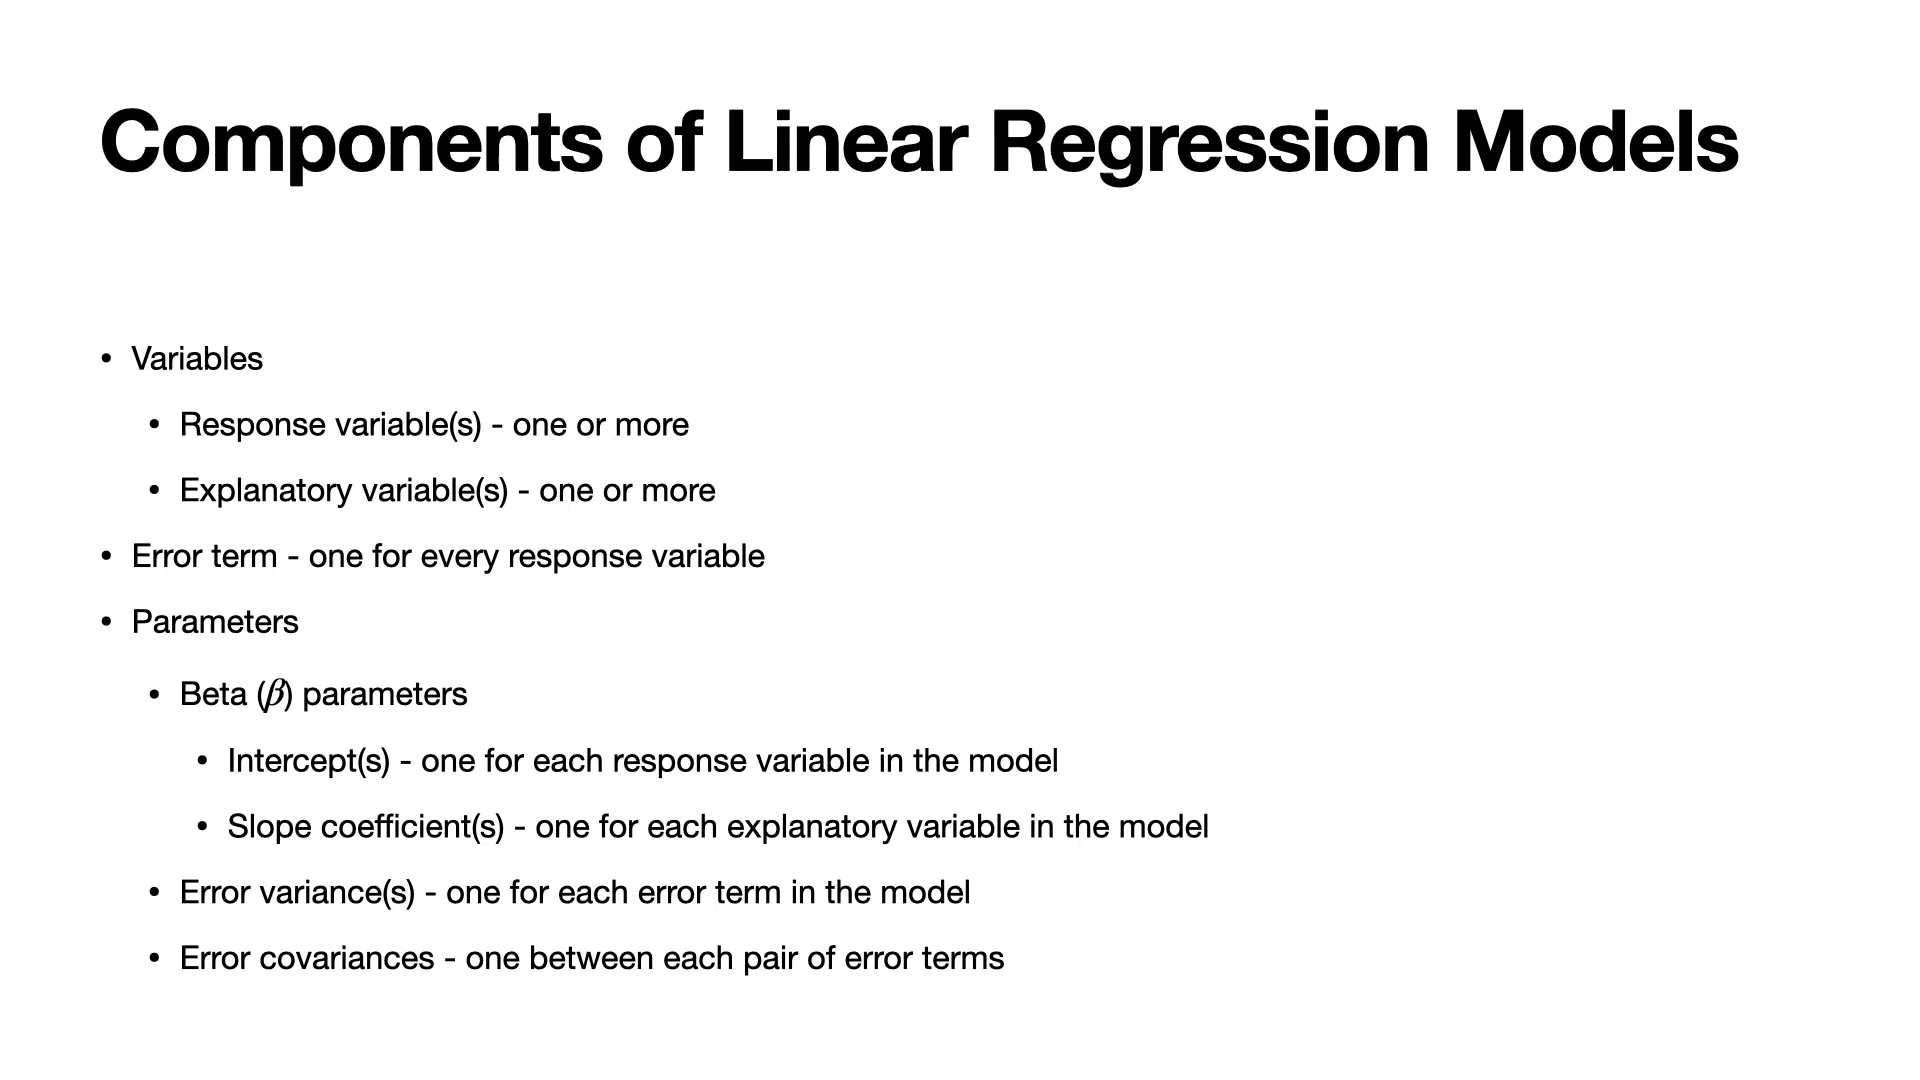 Components of Linear Regression Models
• Variables
• Response variable(s) - one or more
• Explanatory variable(s) - one or more
• Error term - one for every response variable
• Parameters
• Beta (β) parameters
• Intercept(s) - one for each response variable in the model
• Slope coefficient(s) - one for each explanatory variable in the model
• Error variance(s) - one for each error term in the model
• Error covariances - one between each pair of error terms